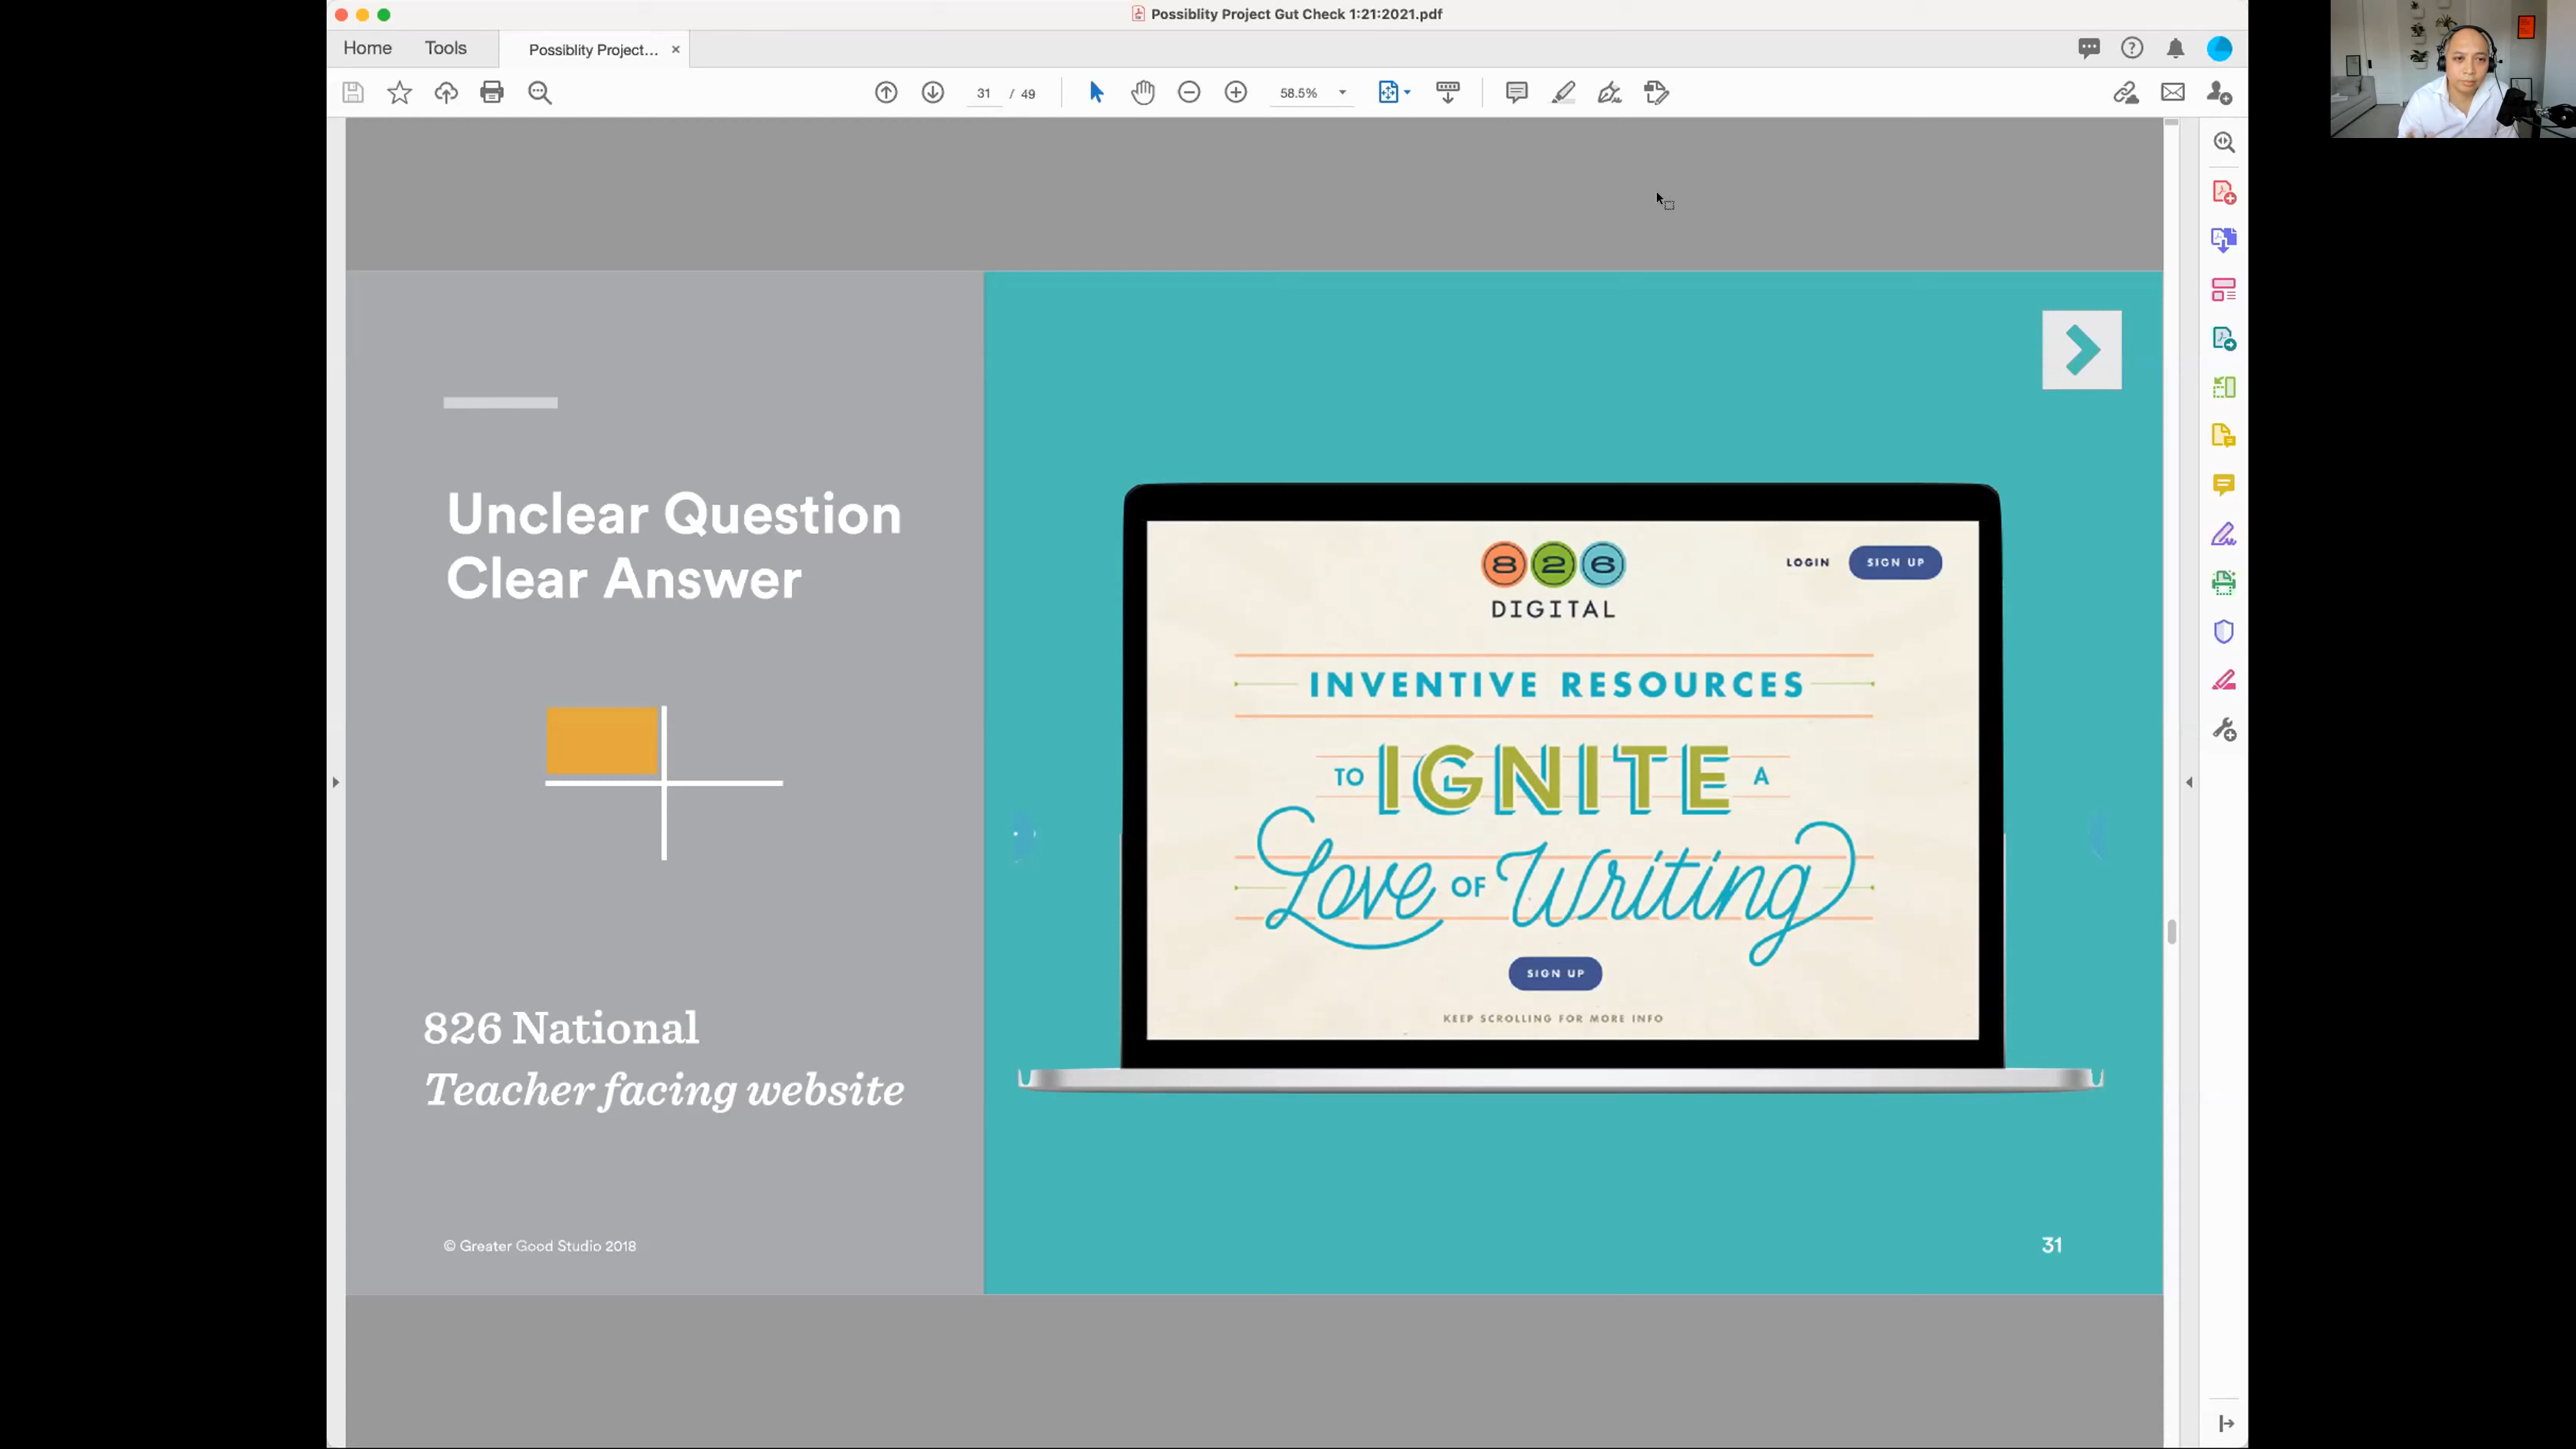 Possiblity Project Gut Check 1:21:2021.pdf
Home
Tools
Possiblity Project...
31 / 49
58.5%
Unclear Question
Clear Answer
826 National
Teacher facing website
© Greater Good Studio 2018
826
DIGITAL
LOGIN
SIGN UP
INVENTIVE RESOURCES
TO IGNITE A
Love OF Writing
SIGN UP
KEEP SCROLLING FOR MORE INFO
31